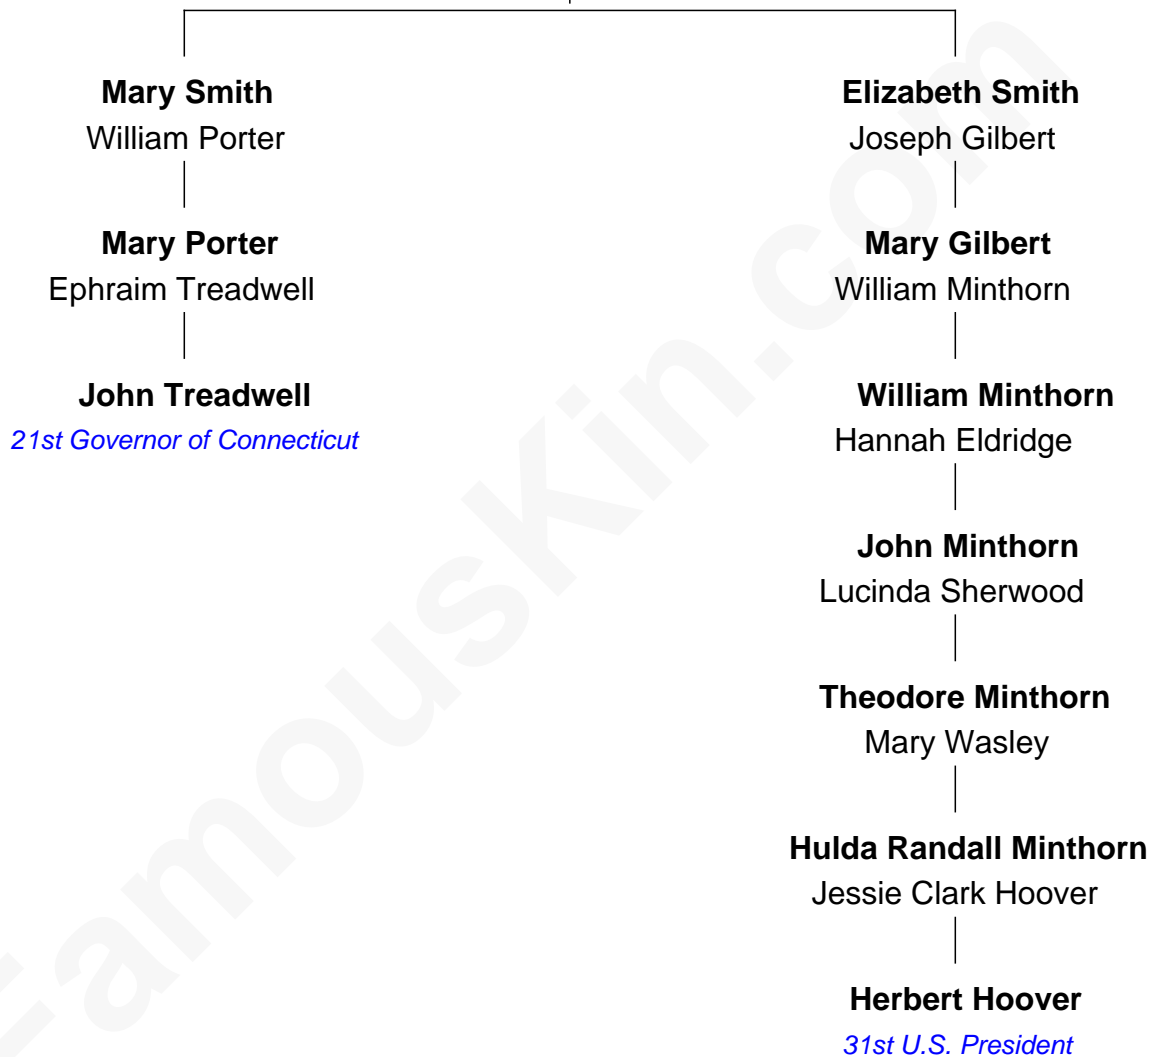 Mary Smith
William Porter
Mary Porter
Ephraim Treadwell
John Treadwell
21st Governor of Connecticut
Elizabeth Smith
Joseph Gilbert
Mary Gilbert
William Minthorn
William Minthorn
Hannah Eldridge
John Minthorn
Lucinda Sherwood
Theodore Minthorn
Mary Wasley
Hulda Randall Minthorn
Jessie Clark Hoover
Herbert Hoover
31st U.S. President
FamousKin.com